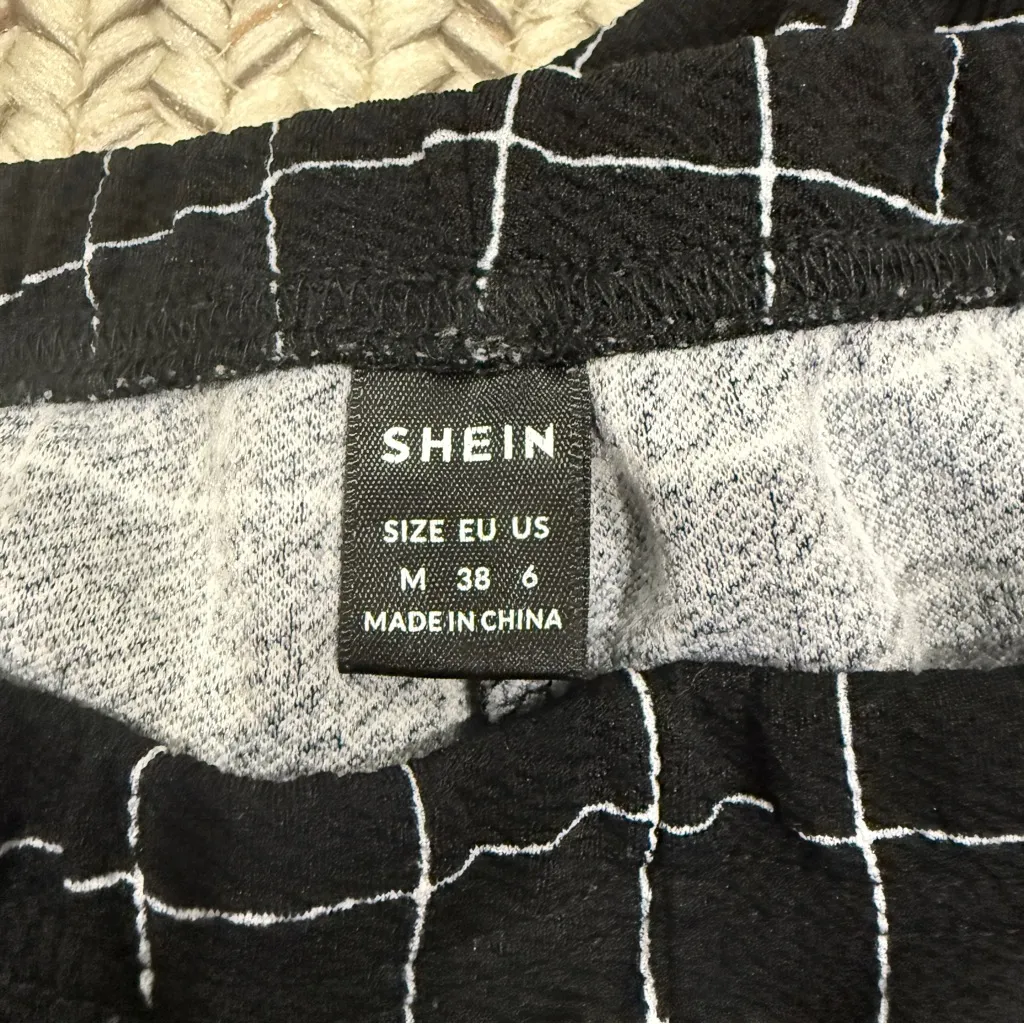 SHEIN
SIZE EU US
M 38 6
MADE IN CHINA